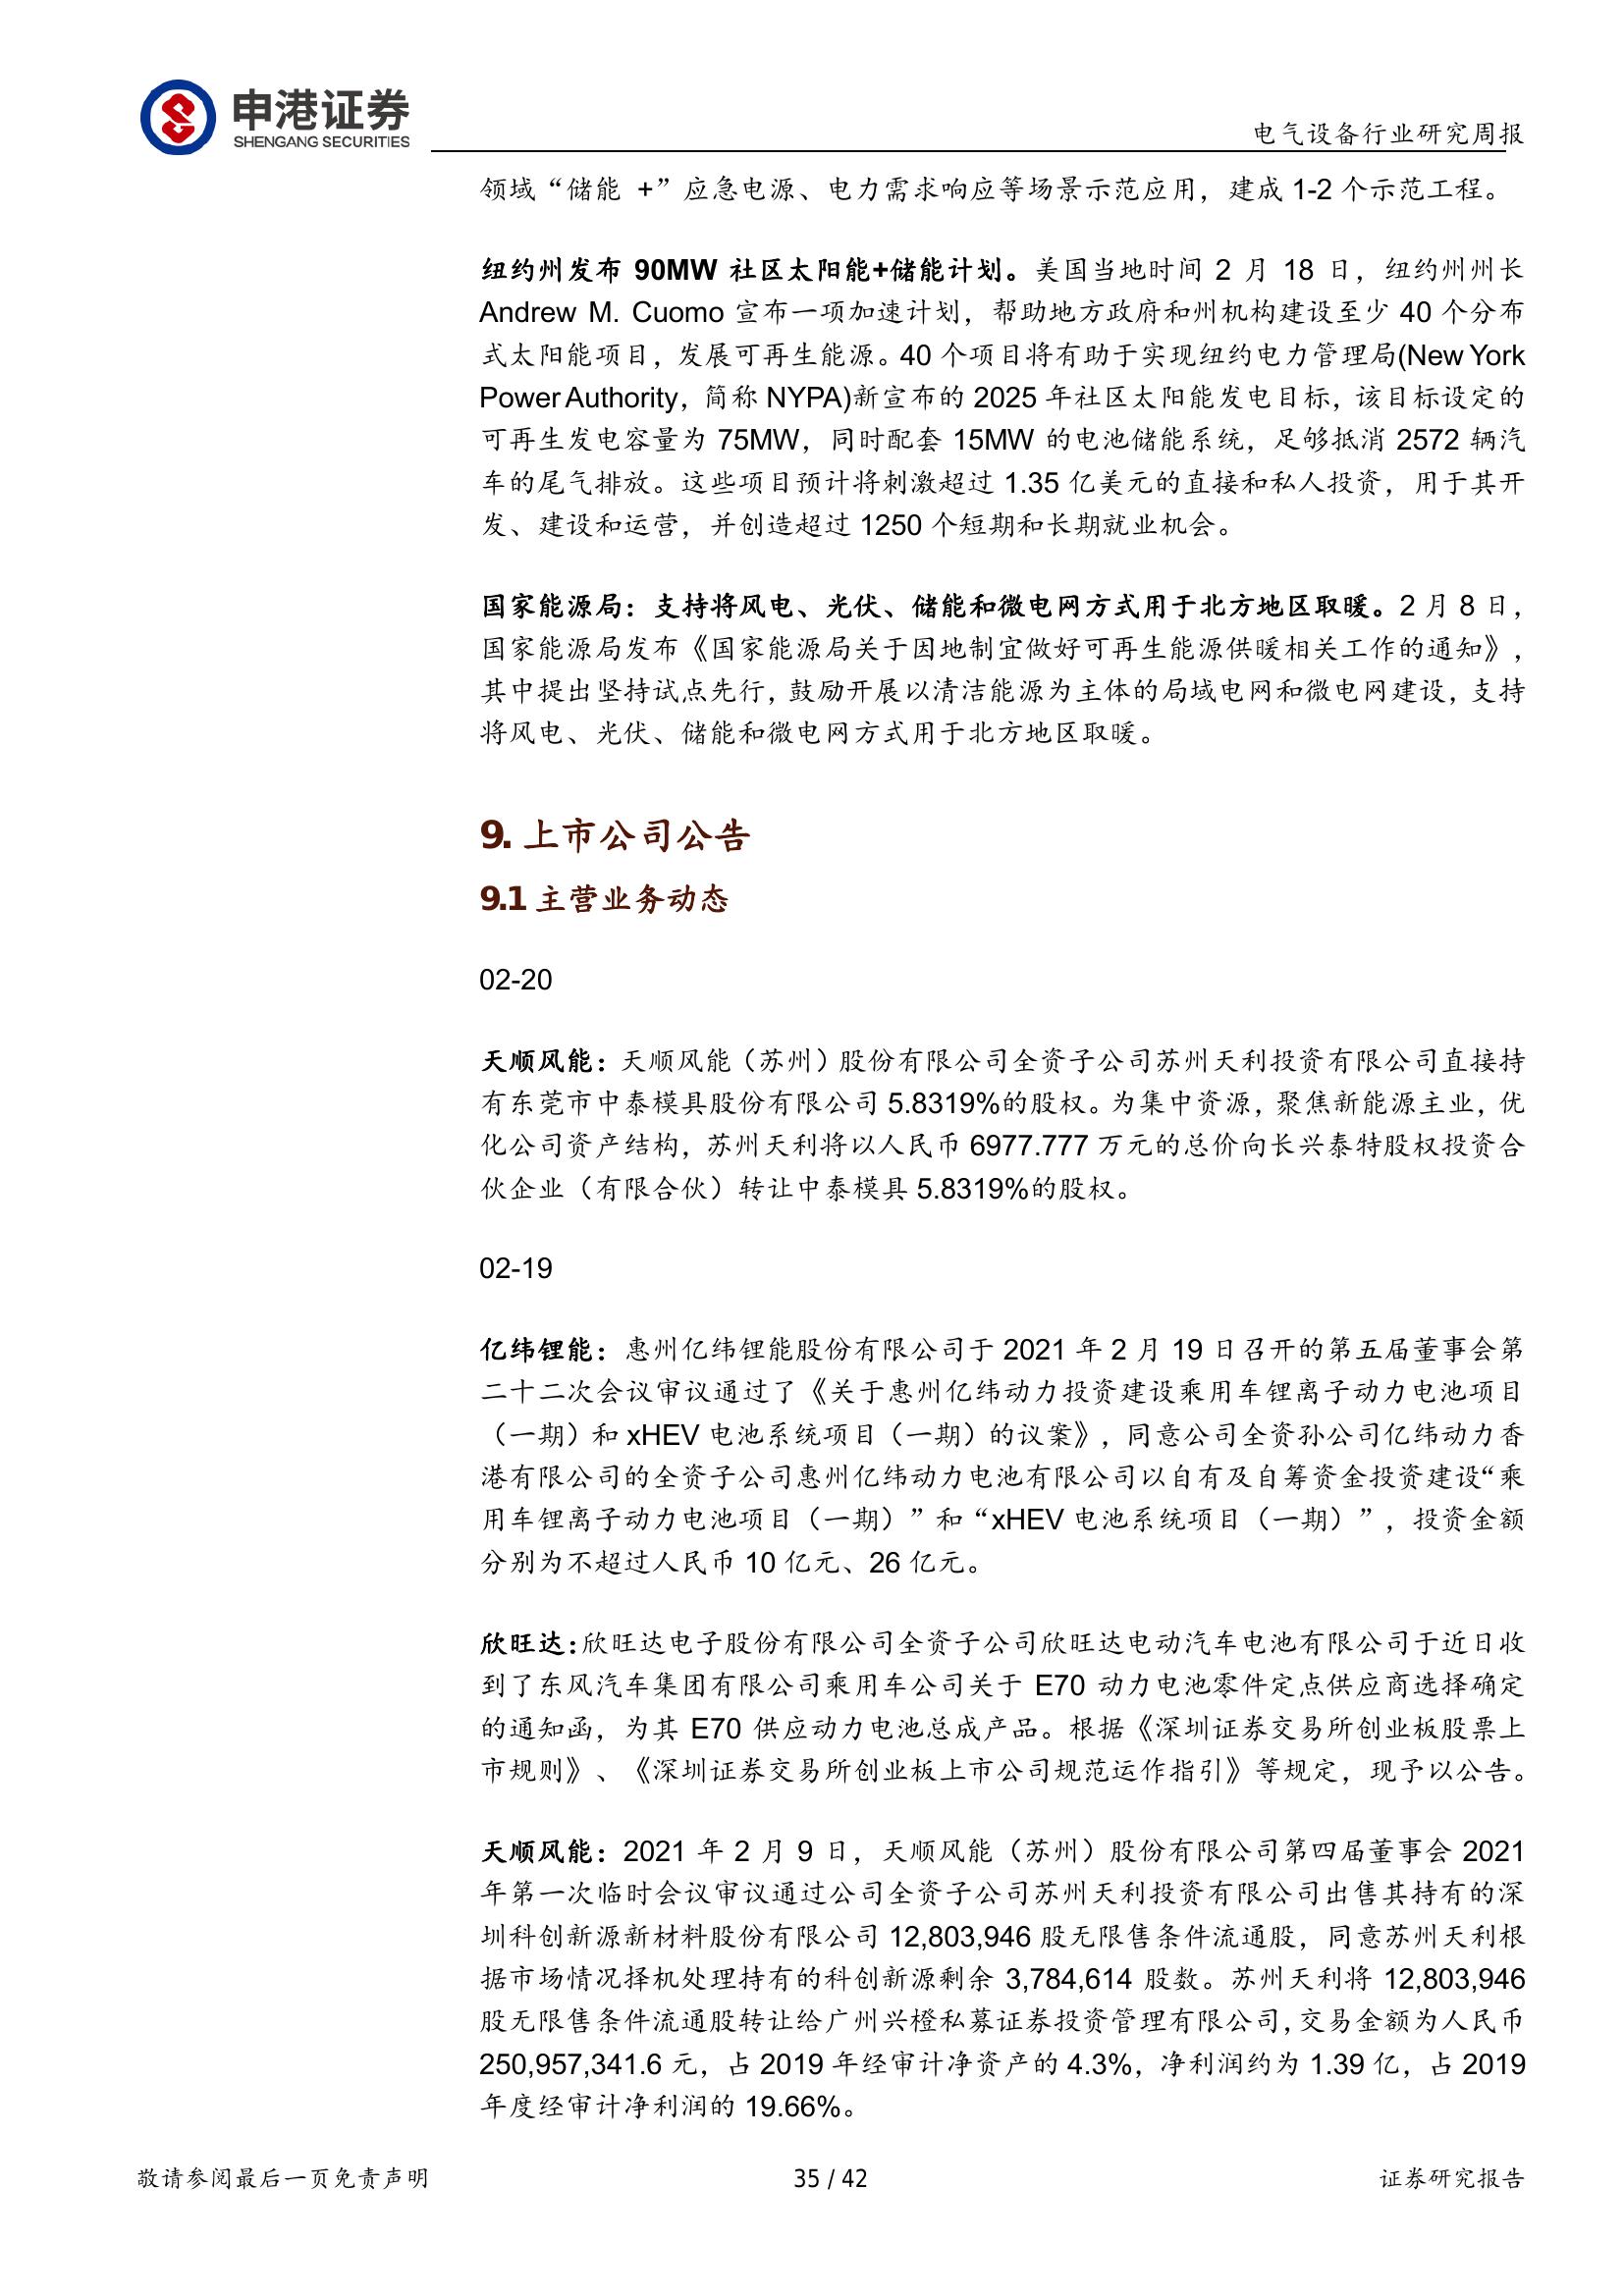 申港证券
SHENGANG SECURITIES
电气设备行业研究周报
领域“储能 +”应急电源、电力需求响应等场景示范应用，建成 1-2 个示范工程。
纽约州发布 90MW 社区太阳能+储能计划。美国当地时间 2 月 18 日，纽约州州长
Andrew M. Cuomo 宣布一项加速计划，帮助地方政府和州机构建设至少 40 个分布
式太阳能项目，发展可再生能源。40 个项目将有助于实现纽约电力管理局(New York
Power Authority，简称 NYPA)新宣布的 2025 年社区太阳能发电目标，该目标设定的
可再生发电容量为 75MW，同时配套 15MW 的电池储能系统，足够抵消 2572 辆汽
车的尾气排放。这些项目预计将刺激超过 1.35 亿美元的直接和私人投资，用于其开
发、建设和运营，并创造超过 1250 个短期和长期就业机会。
国家能源局：支持将风电、光伏、储能和微电网方式用于北方地区取暖。2 月 8 日，
国家能源局发布《国家能源局关于因地制宜做好可再生能源供暖相关工作的通知》，
其中提出坚持试点先行，鼓励开展以清洁能源为主体的局域电网和微电网建设，支持
将风电、光伏、储能和微电网方式用于北方地区取暖。
9. 上市公司公告
9.1 主营业务动态
02-20
天顺风能：天顺风能（苏州）股份有限公司全资子公司苏州天利投资有限公司直接持
有东莞市中泰模具股份有限公司 5.8319%的股权。为集中资源，聚焦新能源主业，优
化公司资产结构，苏州天利将以人民币 6977.777 万元的总价向长兴泰特股权投资合
伙企业（有限合伙）转让中泰模具 5.8319%的股权。
02-19
亿纬锂能：惠州亿纬锂能股份有限公司于 2021 年 2 月 19 日召开的第五届董事会第
二十二次会议审议通过了《关于惠州亿纬动力投资建设乘用车锂离子动力电池项目
（一期）和 xHEV 电池系统项目（一期）的议案》，同意公司全资孙公司亿纬动力香
港有限公司的全资子公司惠州亿纬动力电池有限公司以自有及自筹资金投资建设“乘
用车锂离子动力电池项目（一期）”和“xHEV 电池系统项目（一期）”，投资金额
分别为不超过人民币 10 亿元、26 亿元。
欣旺达：欣旺达电子股份有限公司全资子公司欣旺达电动汽车电池有限公司于近日收
到了东风汽车集团有限公司乘用车公司关于 E70 动力电池零件定点供应商选择确定
的通知函，为其 E70 供应动力电池总成产品。根据《深圳证券交易所创业板股票上
市规则》、《深圳证券交易所创业板上市公司规范运作指引》等规定，现予以公告。
天顺风能：2021 年 2 月 9 日，天顺风能（苏州）股份有限公司第四届董事会 2021
年第一次临时会议审议通过公司全资子公司苏州天利投资有限公司出售其持有的深
圳科创新源新材料股份有限公司 12,803,946 股无限售条件流通股，同意苏州天利根
据市场情况择机处理持有的科创新源剩余 3,784,614 股数。苏州天利将 12,803,946
股无限售条件流通股转让给广州兴橙私募证券投资管理有限公司，交易金额为人民币
250,957,341.6 元，占 2019 年经审计净资产的 4.3%，净利润约为 1.39 亿，占 2019
年度经审计净利润的 19.66%。
敬请参阅最后一页免责声明
35 / 42
证券研究报告